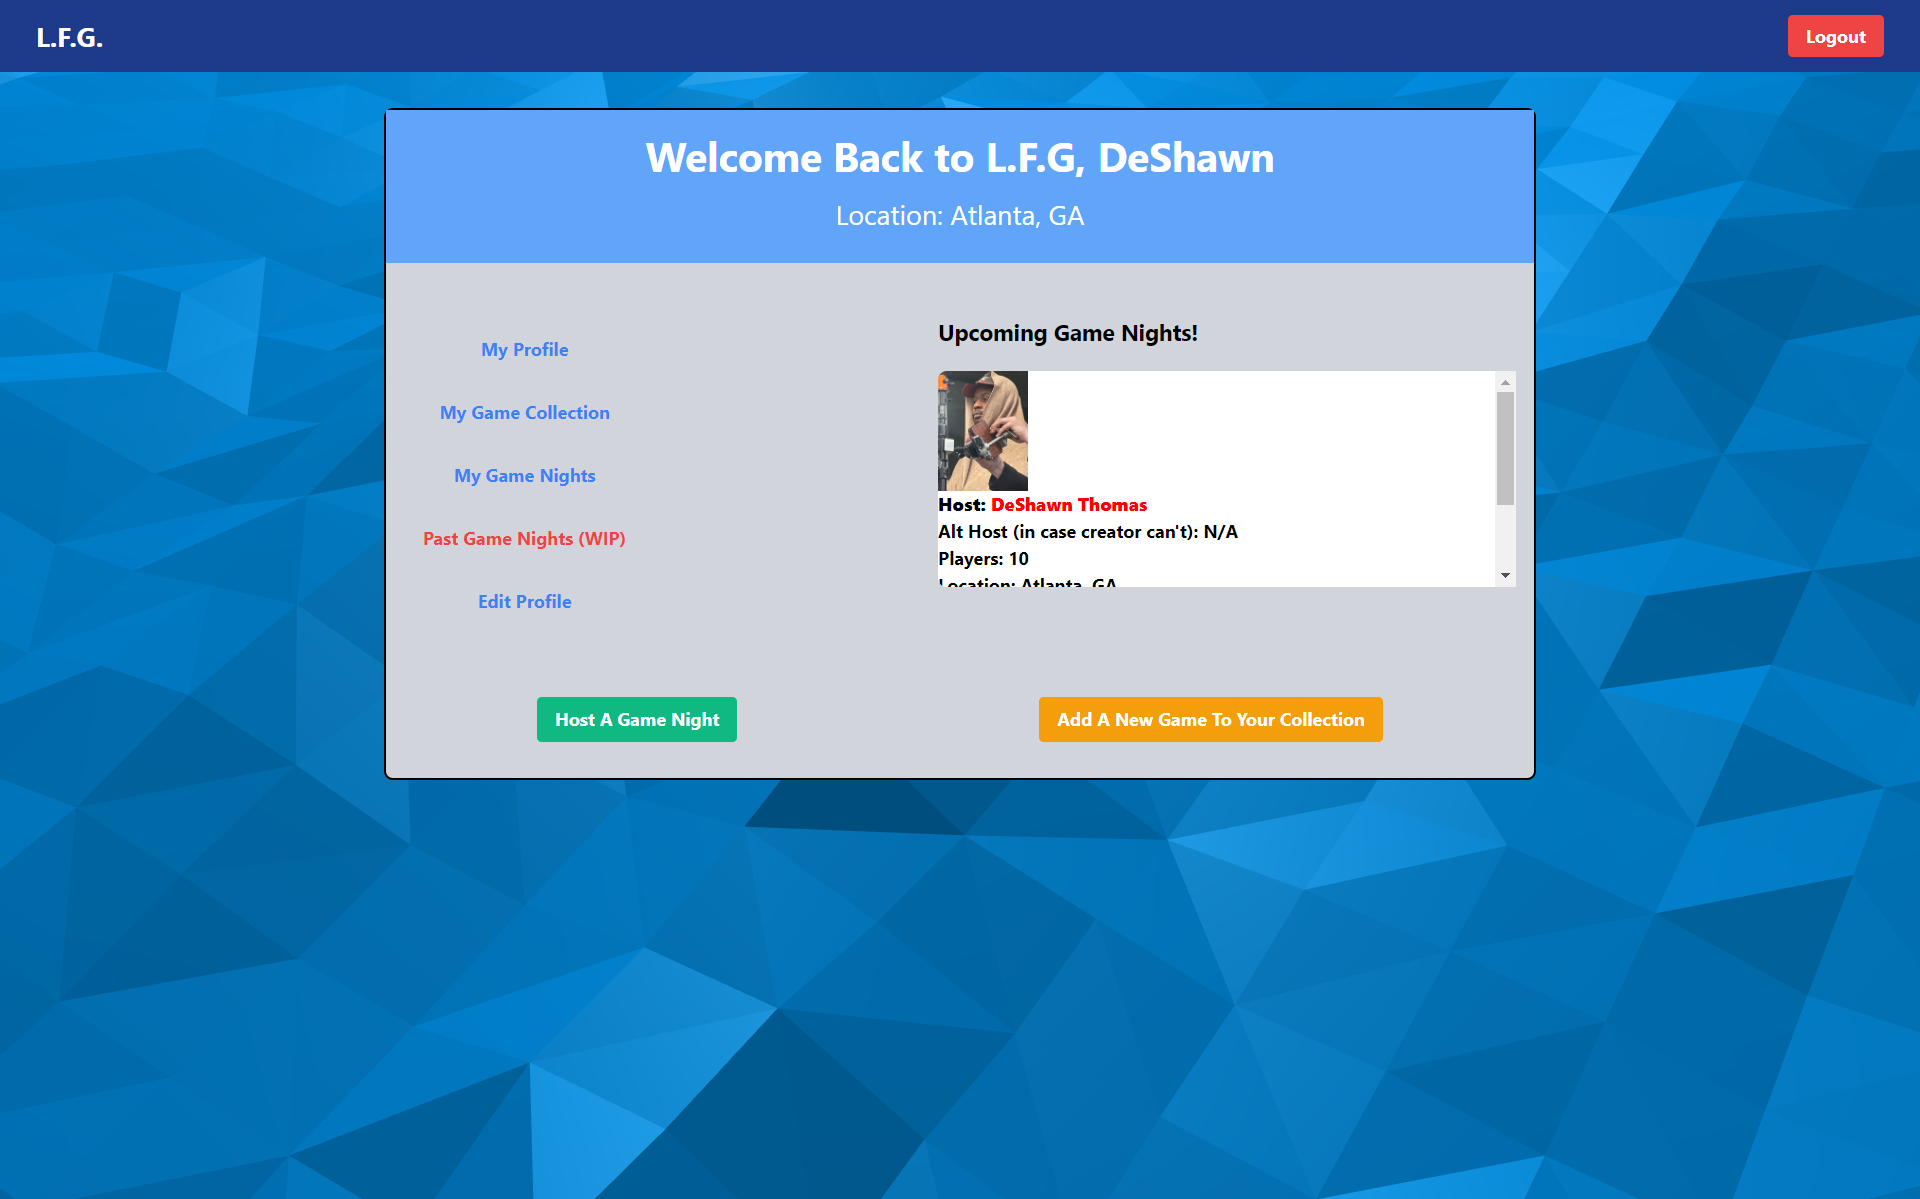 L.F.G.
Logout
Welcome Back to L.F.G, DeShawn
Location: Atlanta, GA
My Profile
My Game Collection
My Game Nights
Past Game Nights (WIP)
Edit Profile
Upcoming Game Nights!
Host: DeShawn Thomas
Alt Host (in case creator can't): N/A
Players: 10
Location: Atlanta, GA
Host A Game Night
Add A New Game To Your Collection